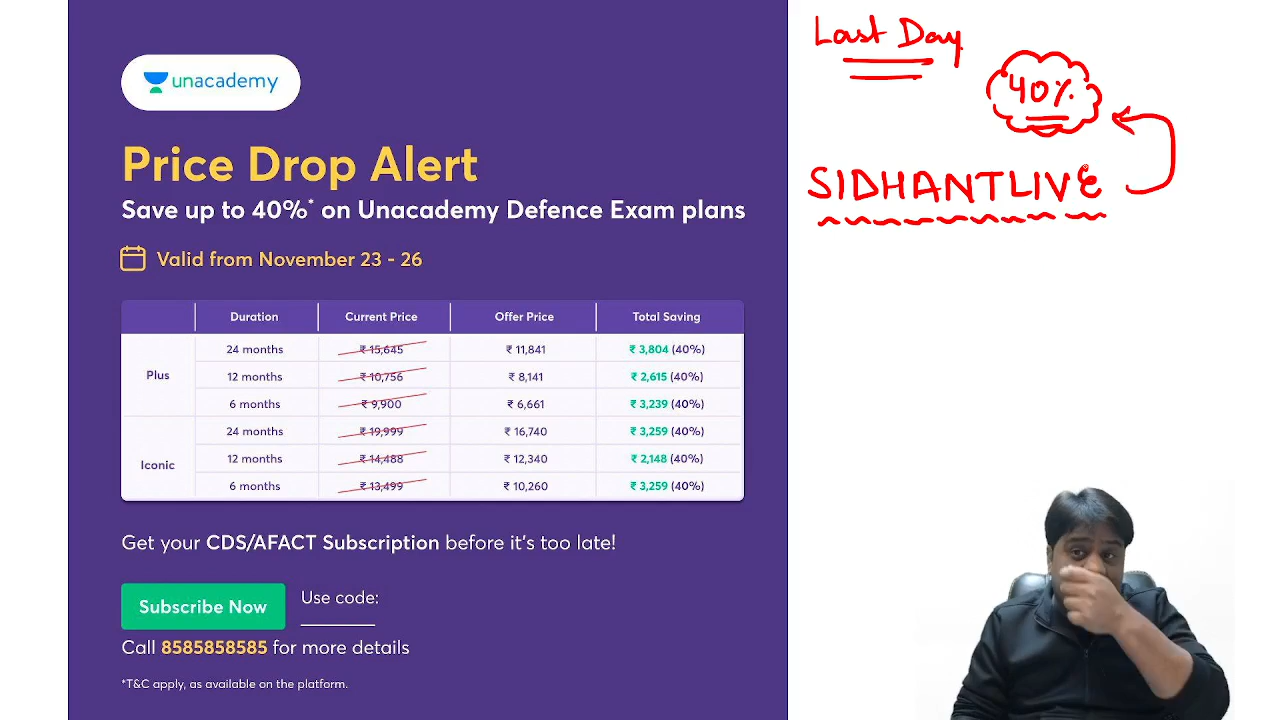 unacademy
Price Drop Alert
Save up to 40%* on Unacademy Defence Exam plans
Valid from November 23 - 26
Duration Current Price Offer Price Total Saving
Plus
24 months ₹ 15,645 ₹ 11,841 ₹ 3,804 (40%)
12 months ₹ 10,756 ₹ 8,141 ₹ 2,615 (40%)
6 months ₹ 9,900 ₹ 6,661 ₹ 3,239 (40%)
Iconic
24 months ₹ 19,999 ₹ 16,740 ₹ 3,259 (40%)
12 months ₹ 14,488 ₹ 12,340 ₹ 2,148 (40%)
6 months ₹ 13,499 ₹ 10,260 ₹ 3,259 (40%)
Get your CDS/AFACT Subscription before it's too late!
Subscribe Now
Use code:
Call 8585858585 for more details
*T&C apply, as available on the platform.
Last Day
40%
SIDHANTLIVE